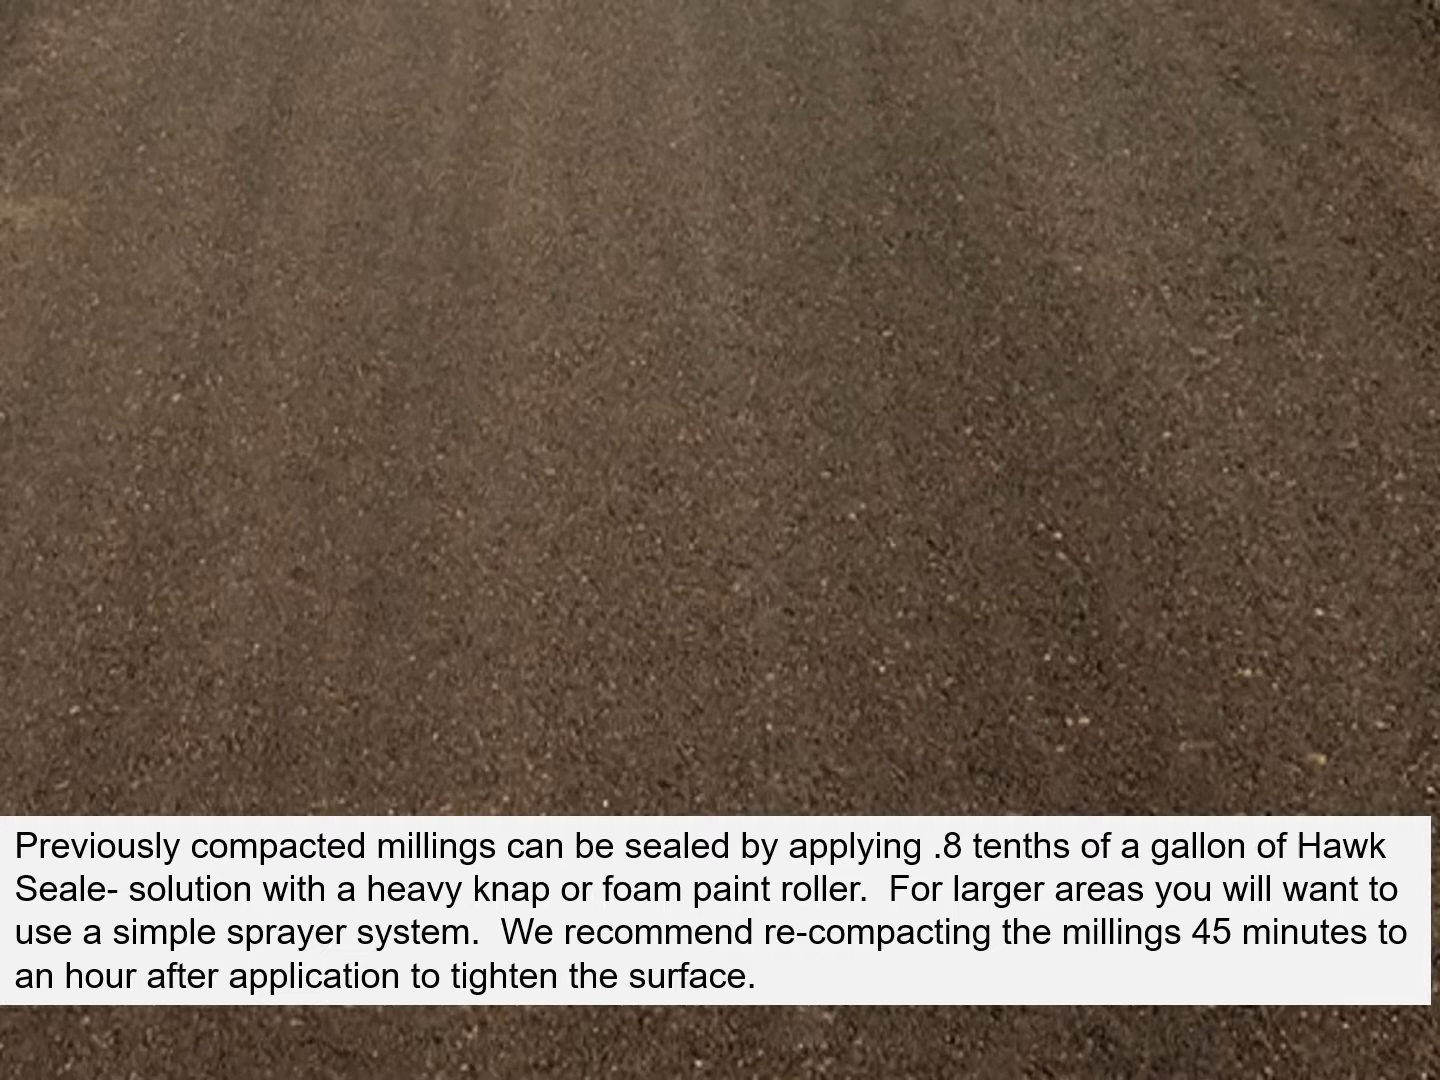 Previously compacted millings can be sealed by applying .8 tenths of a gallon of Hawk
Seale- solution with a heavy knap or foam paint roller.  For larger areas you will want to
use a simple sprayer system.  We recommend re-compacting the millings 45 minutes to
an hour after application to tighten the surface.